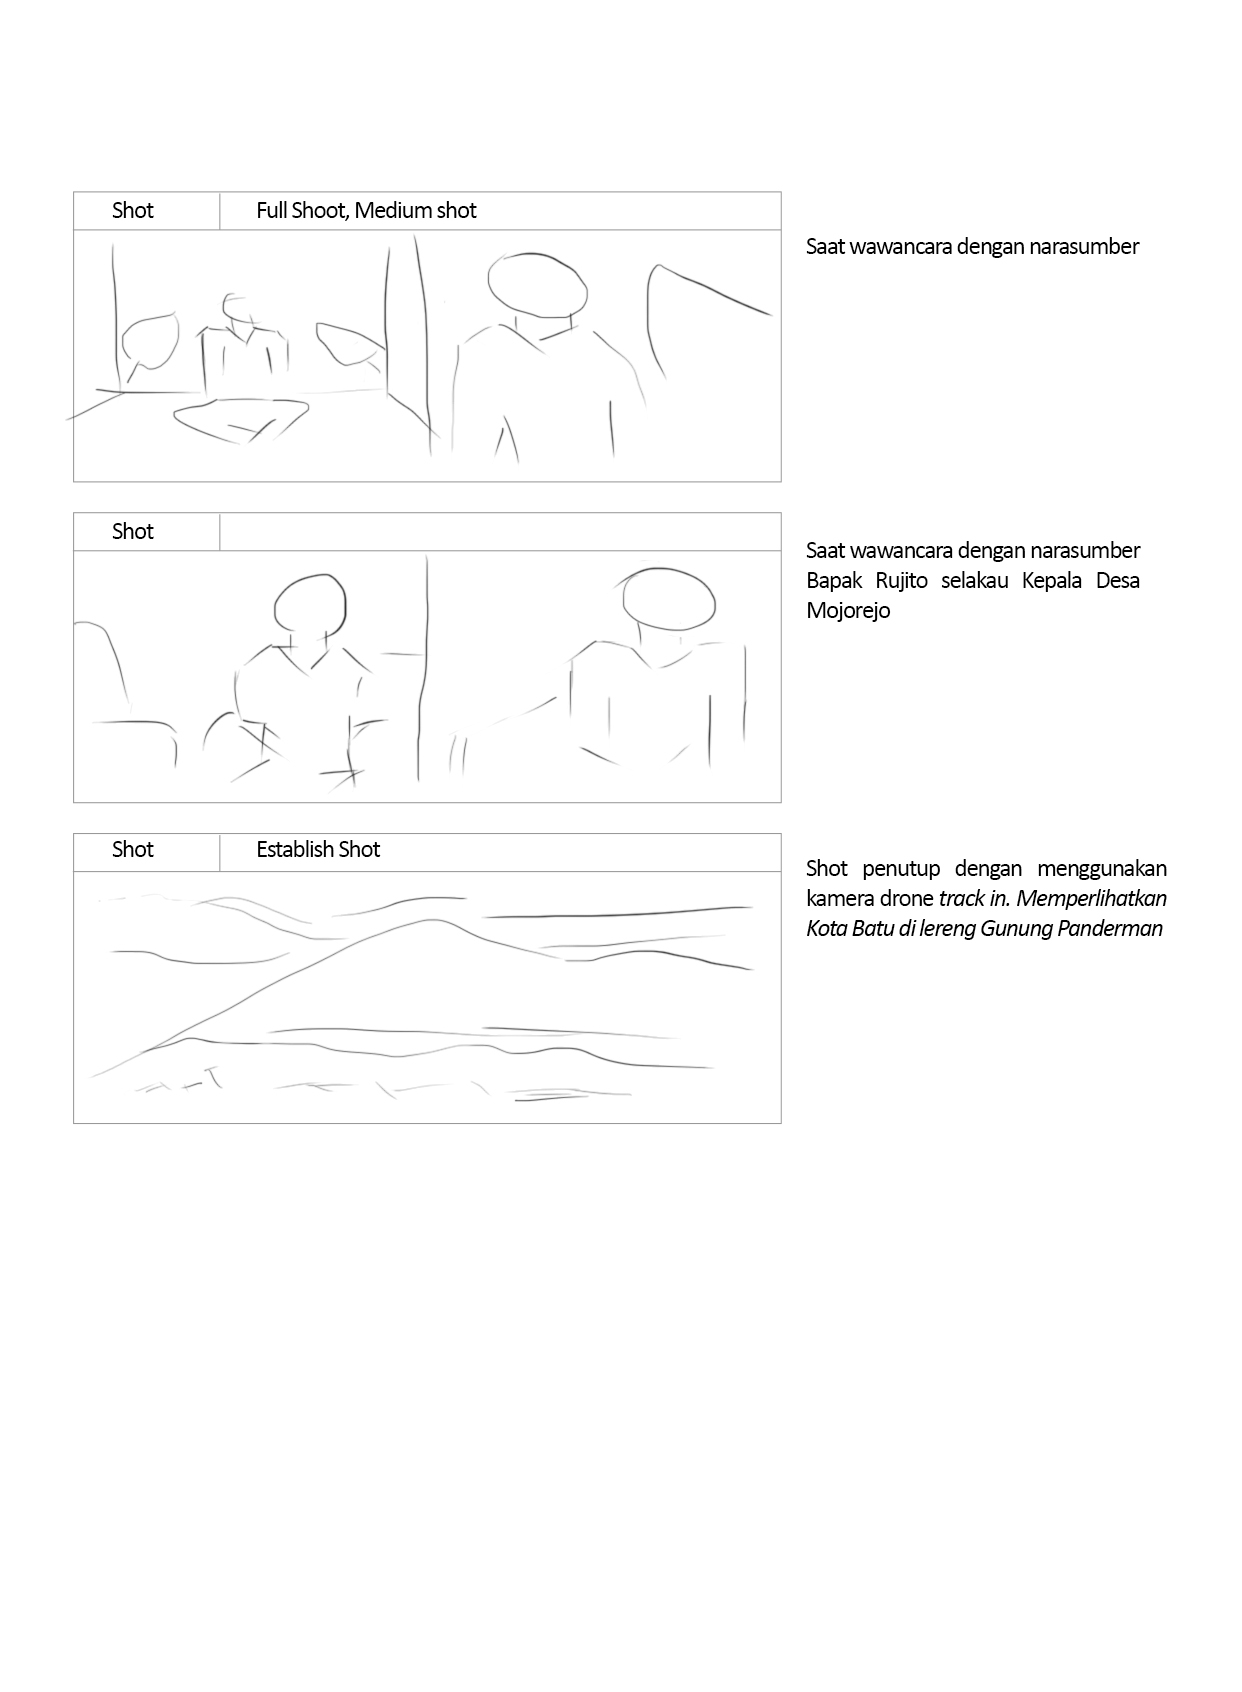 Shot
Full Shoot, Medium shot
Saat wawancara dengan narasumber
Shot
Saat wawancara dengan narasumber
Bapak Rujito selakau Kepala Desa
Mojorejo
Shot
Establish Shot
Shot penutup dengan menggunakan
kamera drone track in. Memperlihatkan
Kota Batu di lereng Gunung Panderman